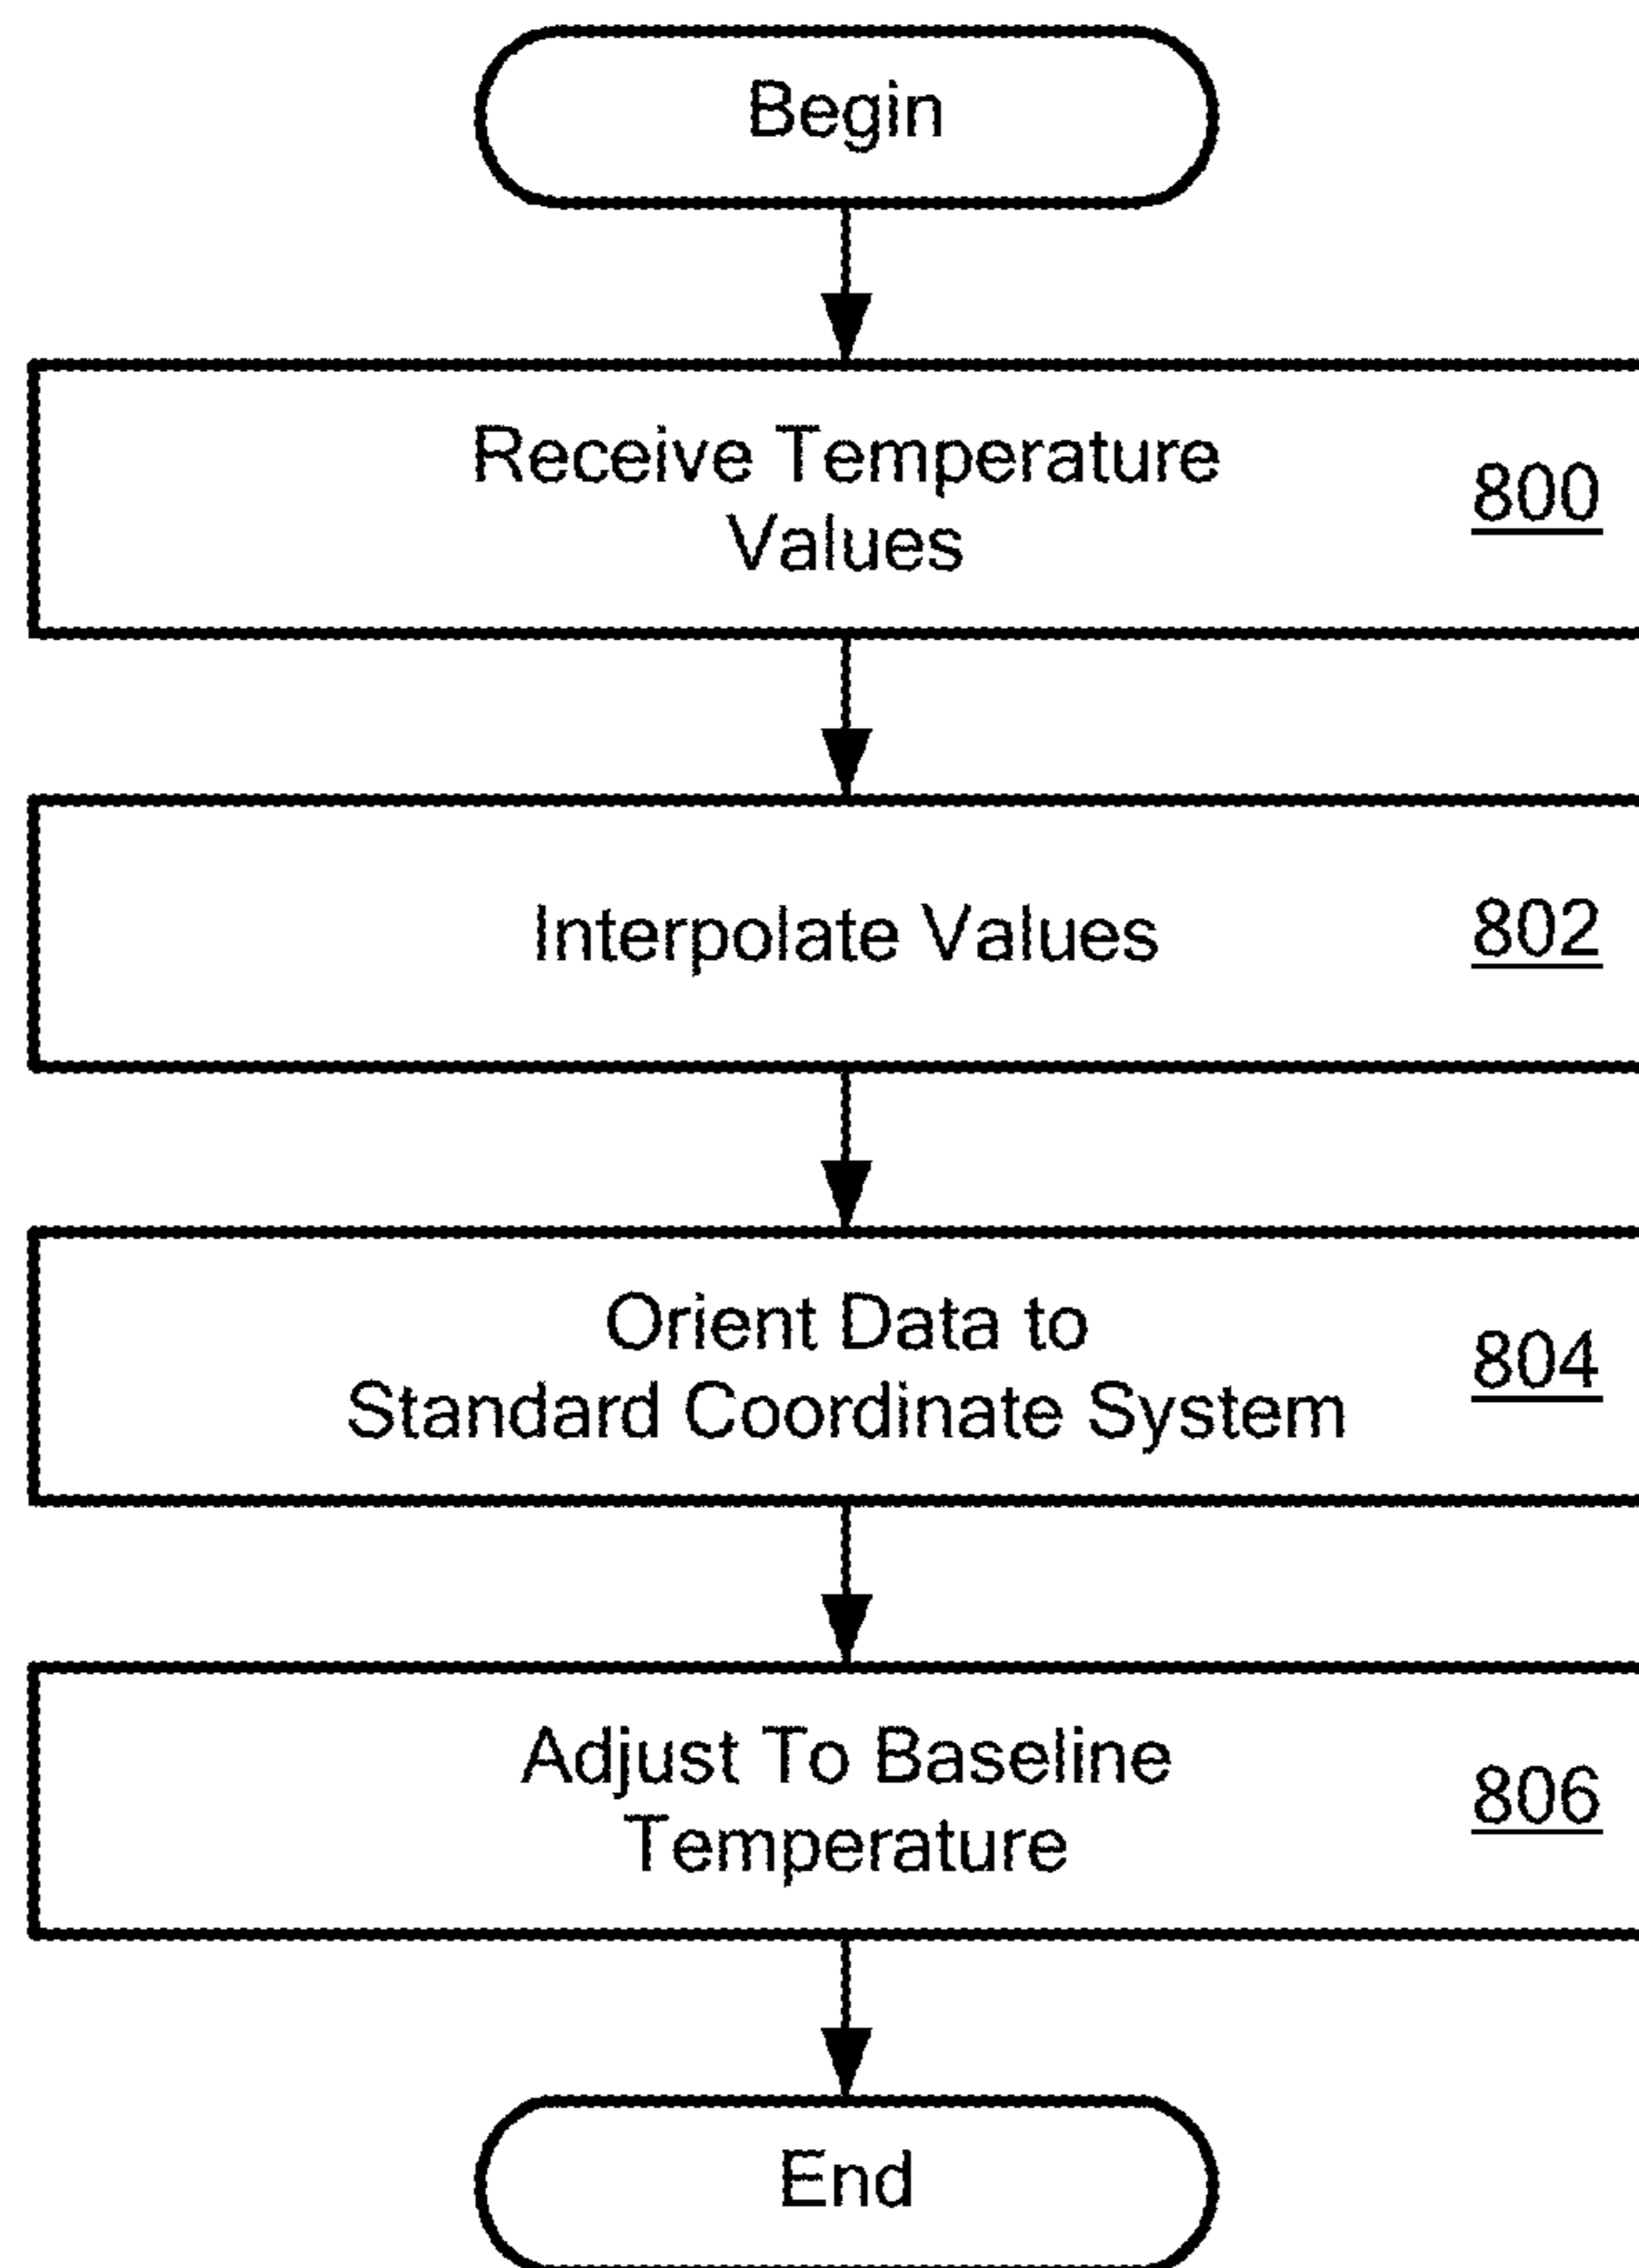 Begin
Receive Temperature
Values
800
Interpolate Values
802
Orient Data to
Standard Coordinate System
804
Adjust To Baseline
Temperature
806
End